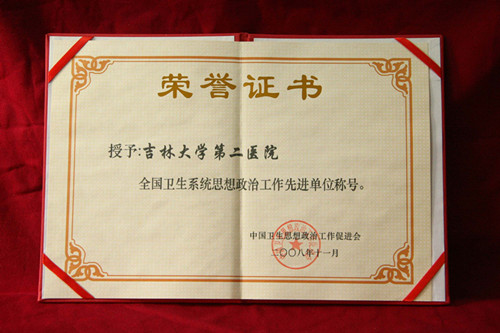 荣誉证书
授予:吉林大学第二医院
全国卫生系统思想政治工作先进单位称号。
中国卫生思想政治工作促进会
二〇〇八年十一月